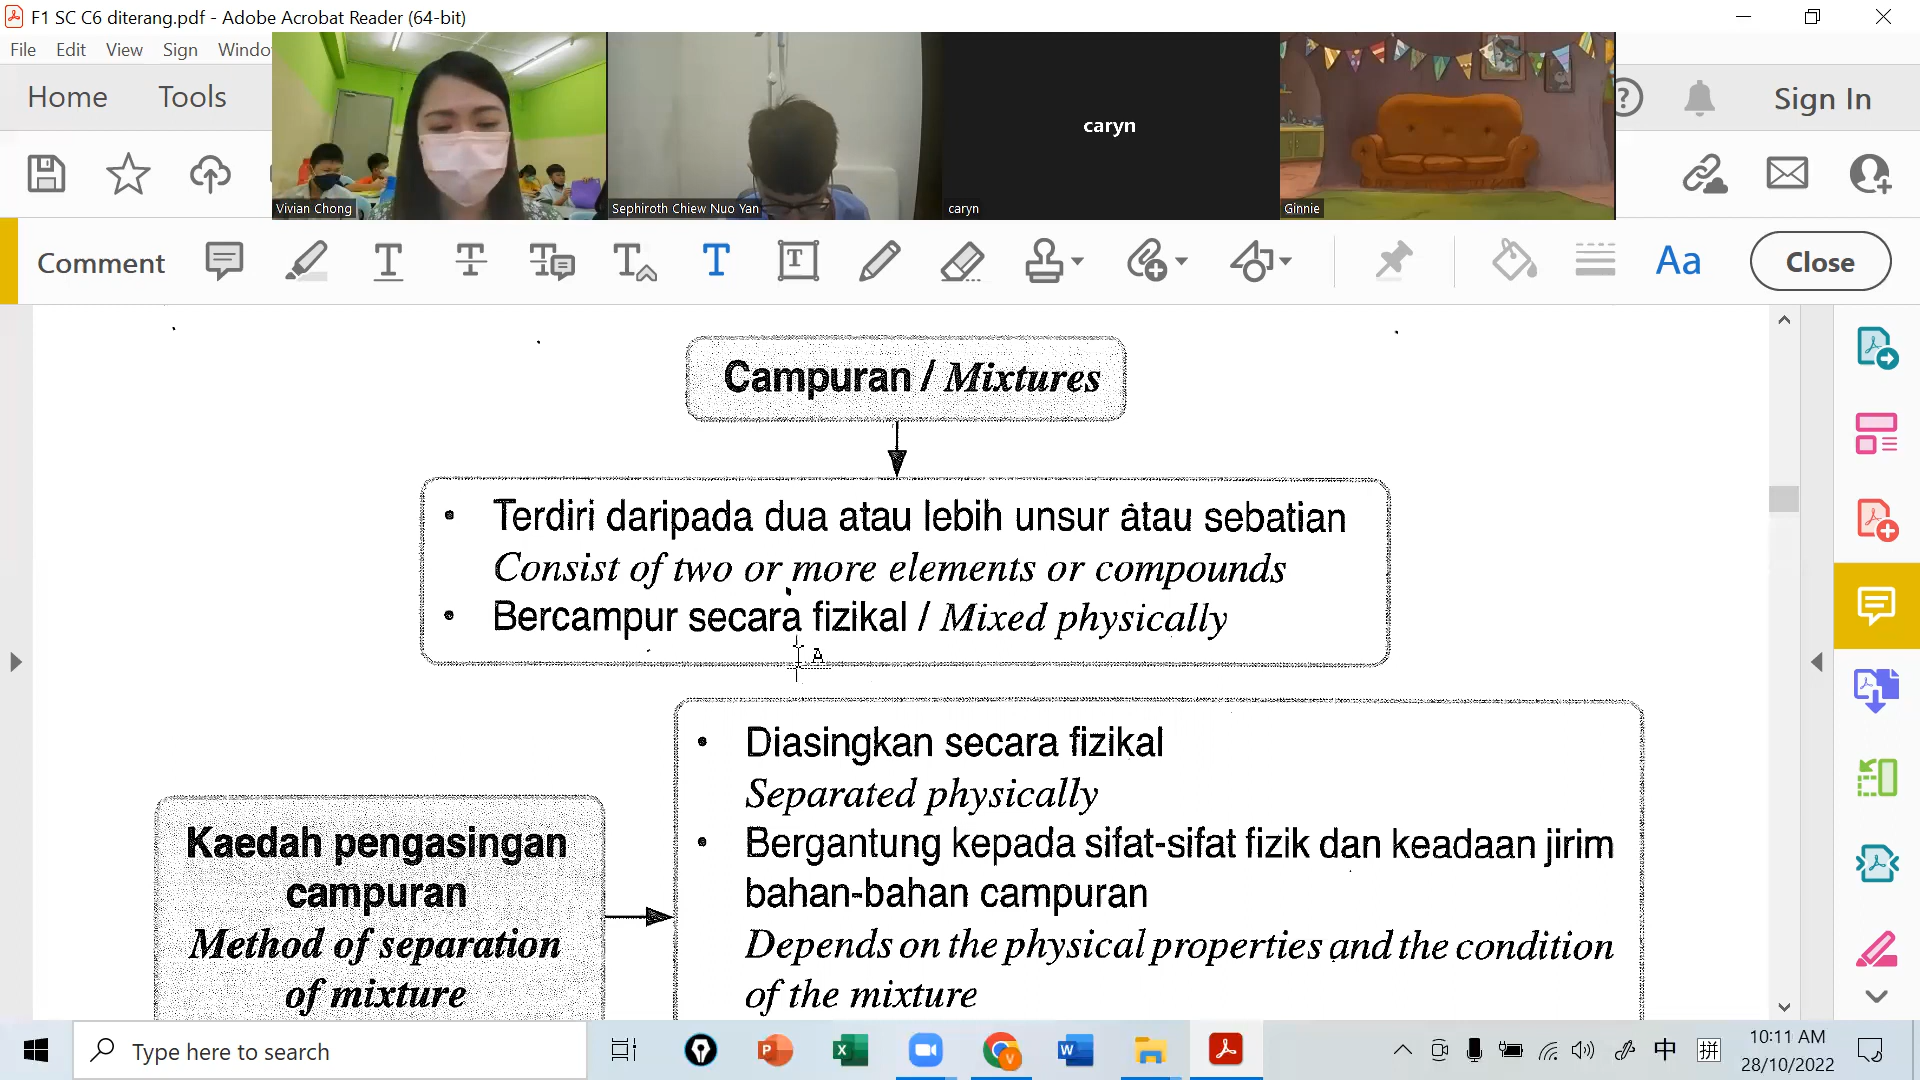 F1 SC C6 diterang.pdf - Adobe Acrobat Reader (64-bit)
File Edit View Sign Windo
Home Tools
Sign In
Vivian Chong
Sephiroth Chiew Nuo Yan
caryn
caryn
Ginnie
Comment
Aa
Close
Campuran / Mixtures
• Terdiri daripada dua atau lebih unsur atau sebatian
Consist of two or more elements or compounds
• Bercampur secara fizikal / Mixed physically
• Diasingkan secara fizikal
Separated physically
• Bergantung kepada sifat-sifat fizik dan keadaan jirim
bahan-bahan campuran
Depends on the physical properties and the condition
of the mixture
Kaedah pengasingan
campuran
Method of separation
of mixture
Type here to search
中
拼
10:11 AM
28/10/2022